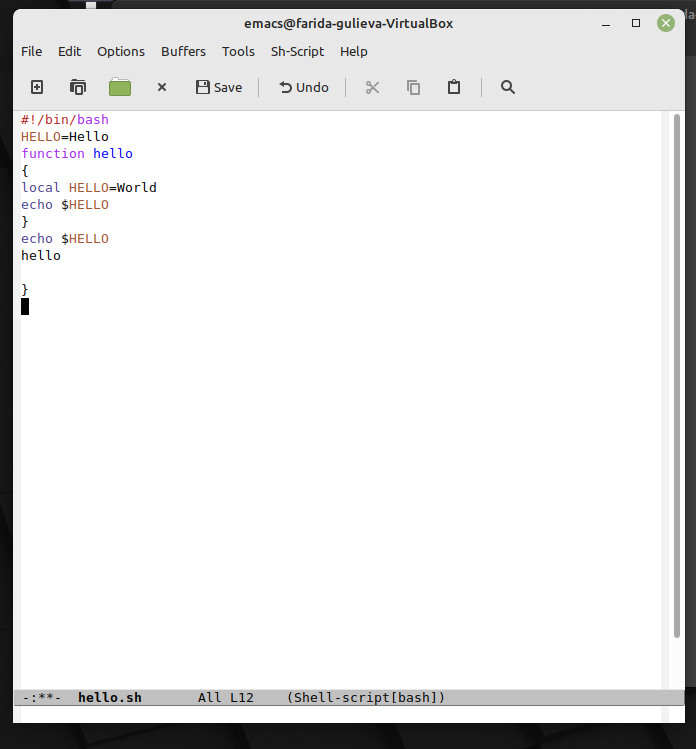 emacs@farida-gulieva-VirtualBox
File Edit Options Buffers Tools Sh-Script Help
Save Undo
#!/bin/bash
HELLO=Hello
function hello
{
local HELLO=World
echo $HELLO
}
echo $HELLO
hello
}
-:**- hello.sh All L12 (Shell-script[bash])